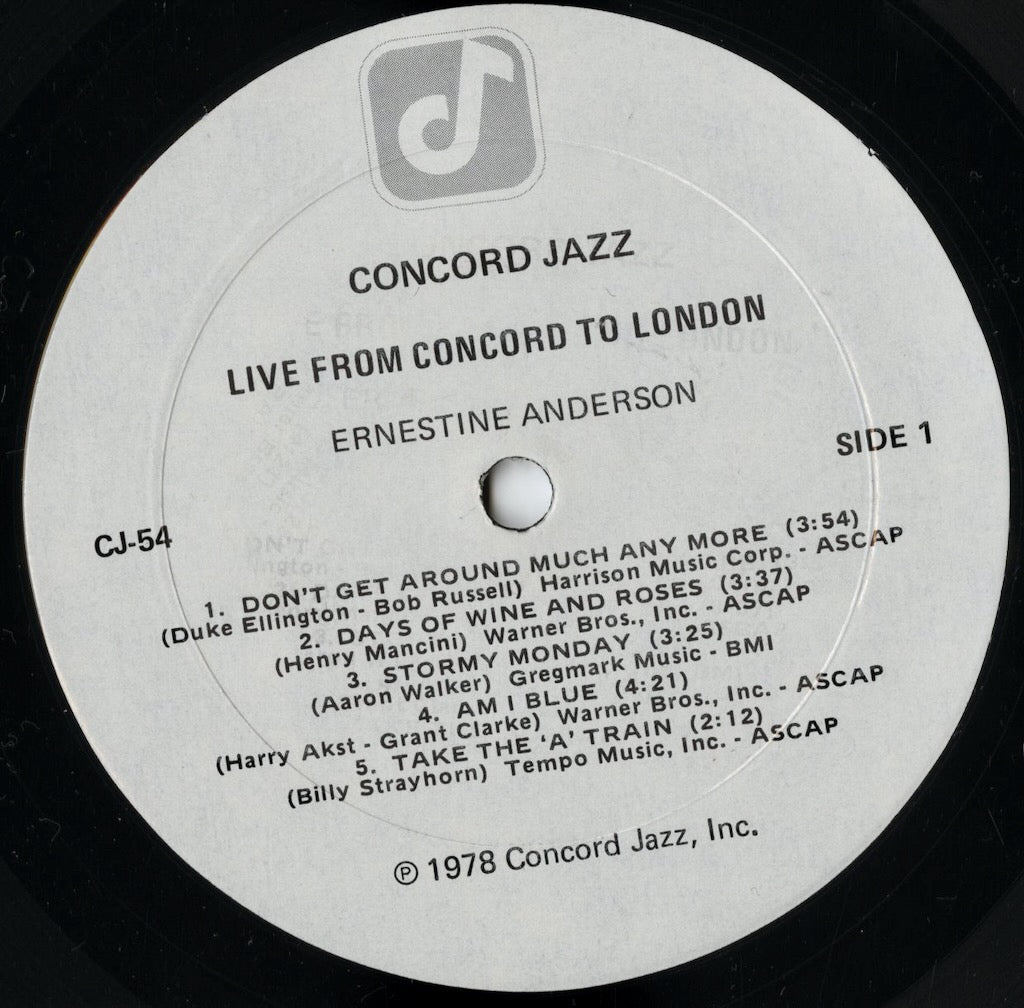 CONCORD JAZZ
LIVE FROM CONCORD TO LONDON
ERNESTINE ANDERSON
SIDE 1
CJ-54
1. DON'T GET AROUND MUCH ANY MORE (3:54)
(Duke Ellington - Bob Russell) Harrison Music Corp. - ASCAP
2. DAYS OF WINE AND ROSES (3:37)
(Henry Mancini) Warner Bros., Inc. - ASCAP
3. STORMY MONDAY (3:25)
(Aaron Walker) Gregmark Music - BMI
4. AM I BLUE (4:21)
(Harry Akst - Grant Clarke) Warner Bros., Inc. - ASCAP
5. TAKE THE 'A' TRAIN (2:12)
(Billy Strayhorn) Tempo Music, Inc. - ASCAP
℗ 1978 Concord Jazz, Inc.